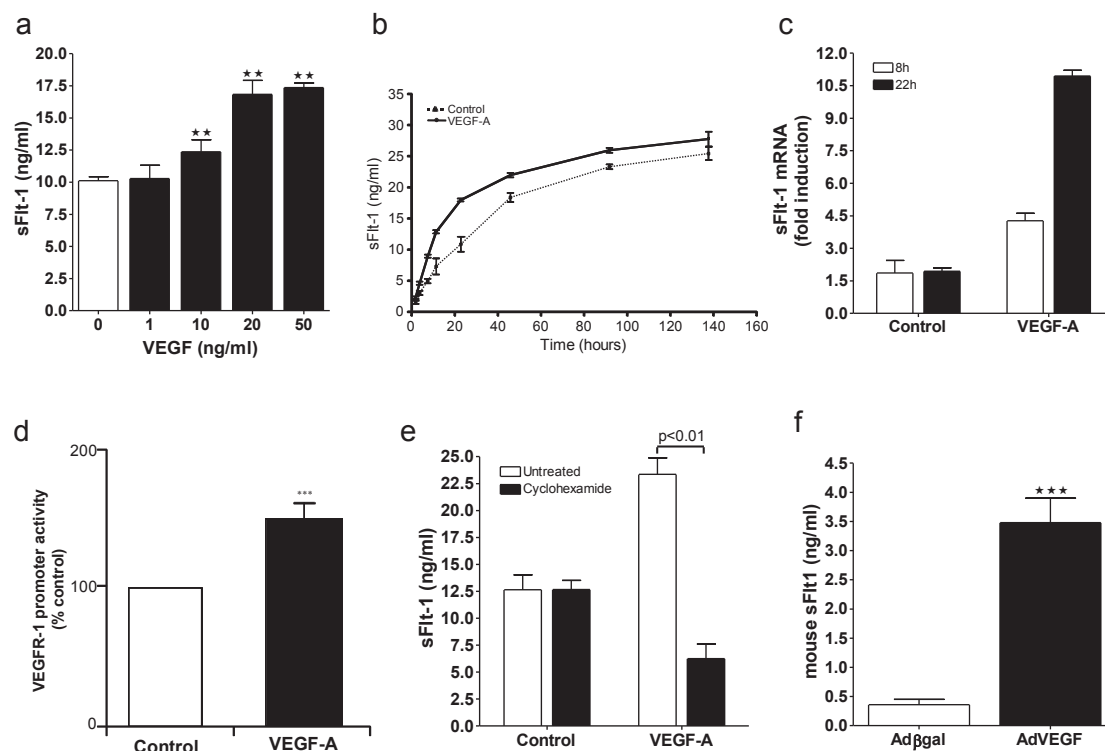 a
sFlt-1 (ng/ml)
20.0
17.5
15.0
12.5
10.0
7.5
5.0
2.5
0.0
★★
★★
★★
0 1 10 20 50
VEGF (ng/ml)
b
sFlt-1 (ng/ml)
35
30
25
20
15
10
5
0
Control
VEGF-A
0 20 40 60 80 100 120 140 160
Time (hours)
c
sFlt-1 mRNA
(fold induction)
12.0
10.5
9.0
7.5
6.0
4.5
3.0
1.5
0.0
8h
22h
Control VEGF-A
d
VEGFR-1 promoter activity
(% control)
200
100
0
***
Control VEGF-A
e
sFlt-1 (ng/ml)
25.0
22.5
20.0
17.5
15.0
12.5
10.0
7.5
5.0
2.5
0.0
Untreated
Cyclohexamide
p<0.01
Control VEGF-A
f
mouse sFlt1 (ng/ml)
4.5
4.0
3.5
3.0
2.5
2.0
1.5
1.0
0.5
0.0
★★★
Adβgal AdVEGF